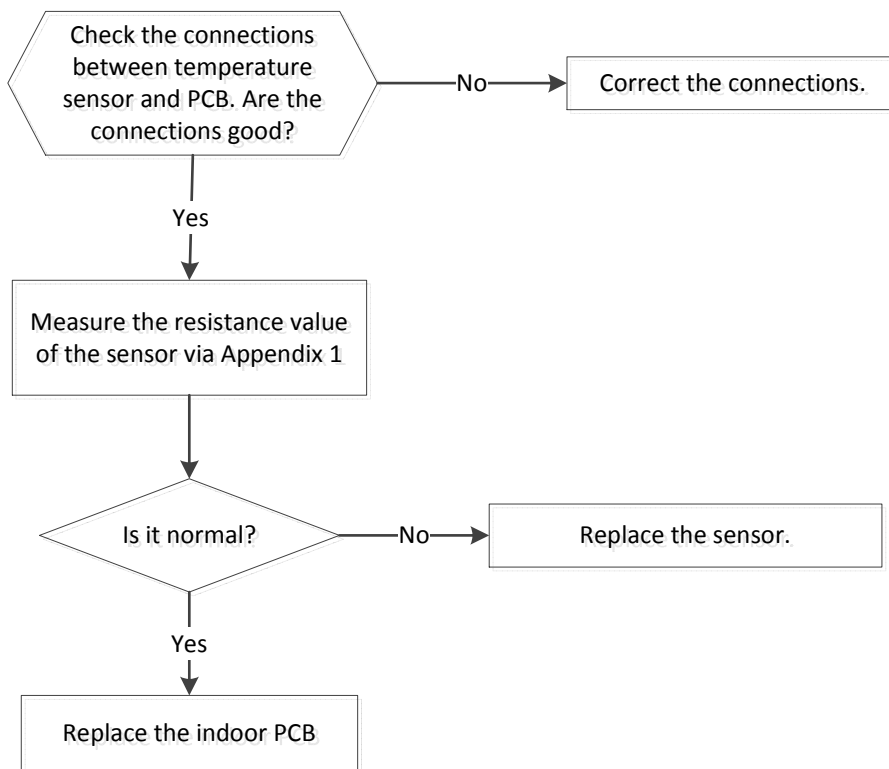 Check the connections
between temperature
sensor and PCB. Are the
connections good?
No
Correct the connections.
Yes
Measure the resistance value
of the sensor via Appendix 1
Is it normal?
No
Replace the sensor.
Yes
Replace the indoor PCB